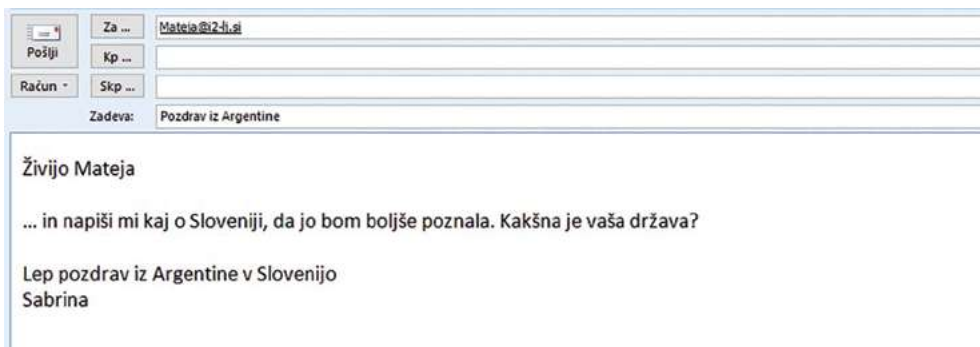 Za ...
Mateja@i2-lj.si
Pošlji
Kp ...
Račun
Skp ...
Zadeva:
Pozdrav iz Argentine
Živijo Mateja
... in napiši mi kaj o Sloveniji, da jo bom boljše poznala. Kakšna je vaša država?
Lep pozdrav iz Argentine v Slovenijo
Sabrina